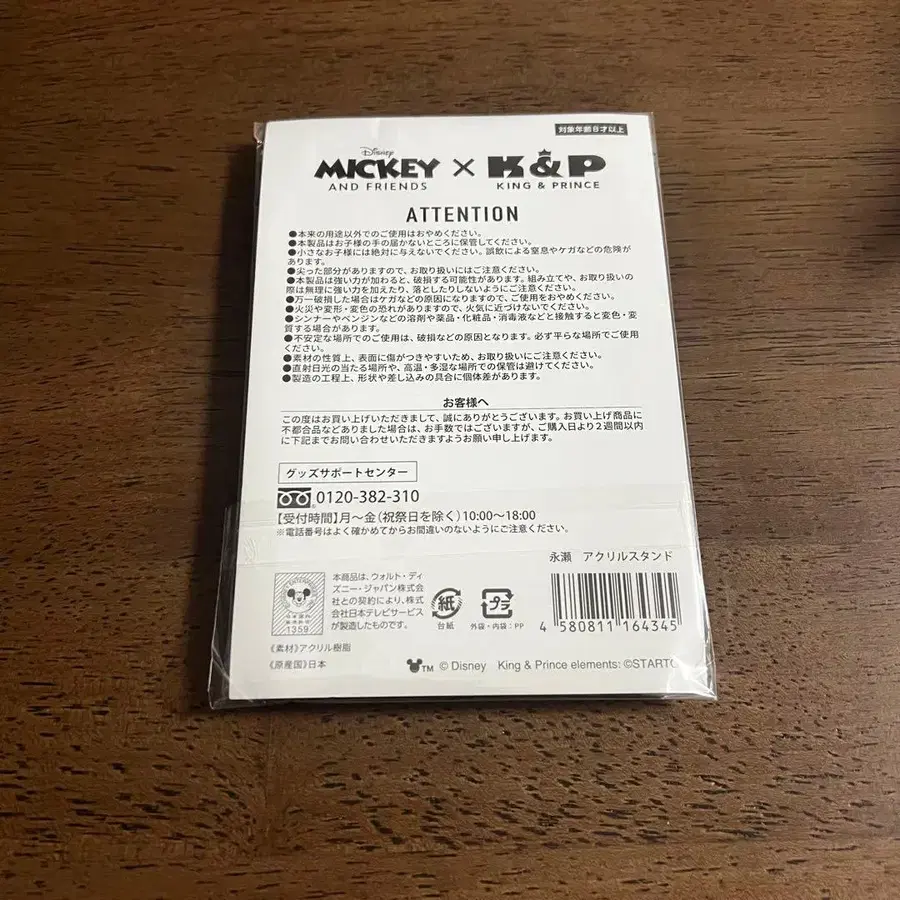 対象年齢8才以上
Disney
MICKEY × K&P
AND FRIENDS KING & PRINCE
ATTENTION
●本来の用途以外でのご使用はおやめください。
●本製品はお子様の手の届かないところに保管してください。
●小さなお子様には絶対に与えないでください。誤飲による窒息やケガなどの危険が
あります。
●尖った部分がありますので、お取り扱いにはご注意ください。
●本製品は強い力が加わると、破損する可能性があります。組み立てや、お取り扱いの
際は無理に強い力を加えたり、落としたりしないようにご注意ください。
●万一破損した場合はケガなどの原因になりますので、ご使用をおやめください。
●火災や変形・変色の恐れがありますので、火気に近づけないでください。
●シンナーやベンジンなどの溶剤や薬品・化粧品・消毒液などと接触すると変色・変
質する場合があります。
●不安定な場所でのご使用は、破損などの原因となります。必ず平らな場所でご使用
ください。
●素材の性質上、表面に傷がつきやすいため、お取り扱いにご注意ください。
●直射日光の当たる場所や、高温・多湿な場所での保管は避けてください。
●製造の工程上、形状や差し込みの具合に個体差があります。
お客様へ
この度はお買い上げいただきまして、誠にありがとうございます。お買い上げ商品に
不都合品などありました場合は、お手数ではございますが、ご購入日より2週間以内
に下記までお問い合わせいただきますようお願い申し上げます。
グッズサポートセンター
0120-382-310
【受付時間】月～金(祝祭日を除く)10:00～18:00
※電話番号はよく確かめてからお間違いのないようにご注意ください。
永瀬 アクリルスタンド
本商品は、ウォルト・ディ
ズニー・ジャパン株式会
社との契約により、株式
会社日本テレビサービス
が製造したものです。
1359
紙
台紙
プラ
外袋・内袋:PP
4 580811 164345
《素材》アクリル樹脂
《原産国》日本
TM © Disney King & Prince elements: ©STARTO